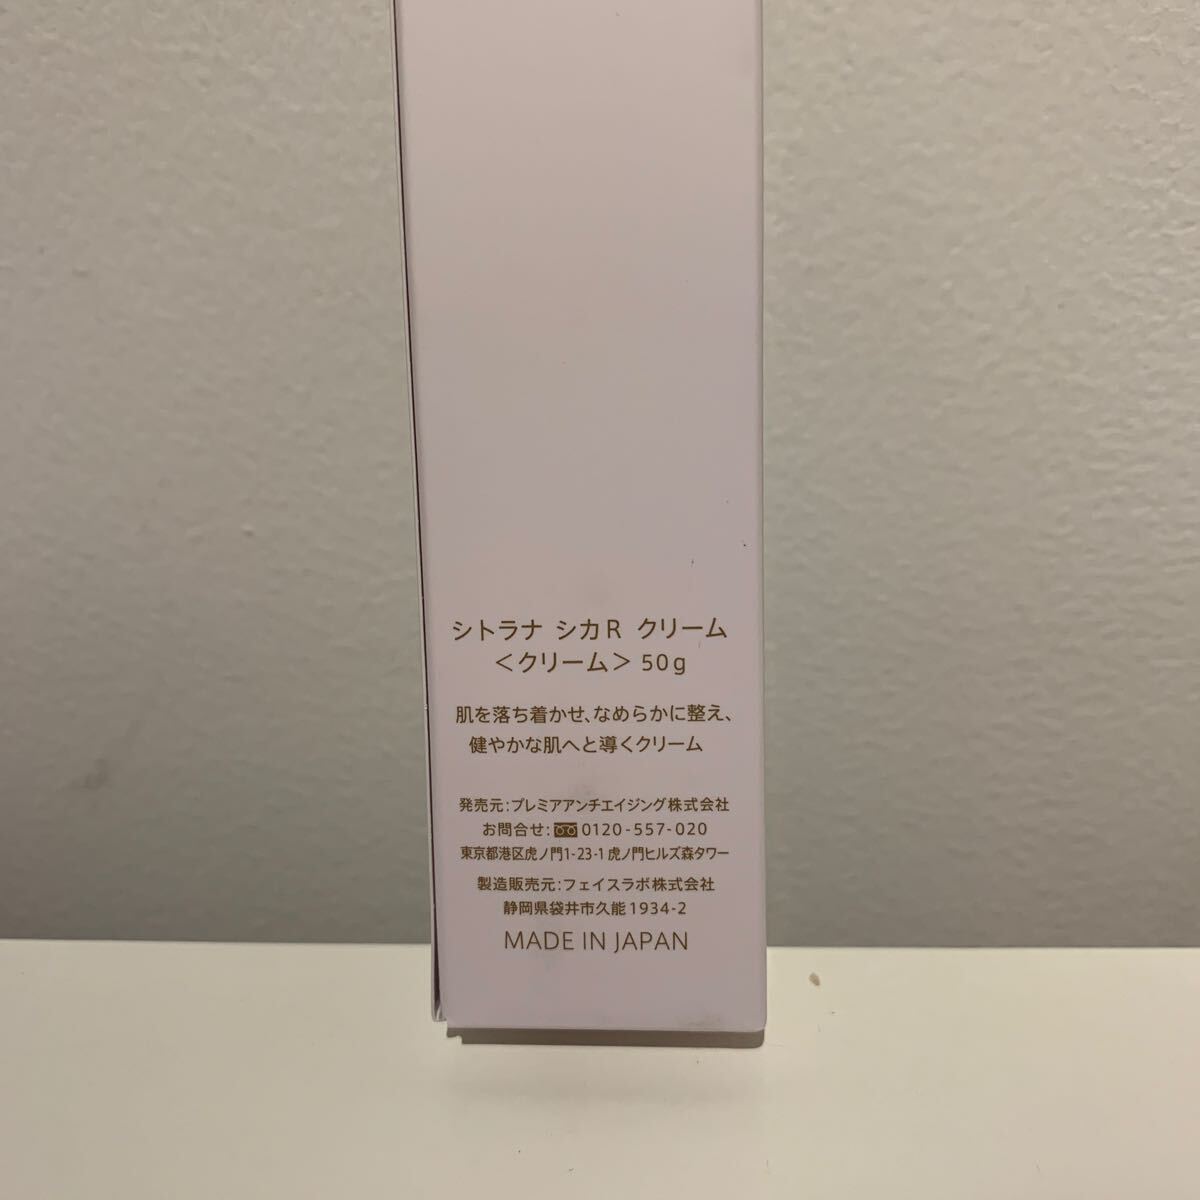 シトラナ シカR クリーム
＜クリーム＞ 50g
肌を落ち着かせ、なめらかに整え、
健やかな肌へと導くクリーム
発売元:プレミアアンチエイジング株式会社
お問合せ: 0120-557-020
東京都港区虎ノ門1-23-1 虎ノ門ヒルズ森タワー
製造販売元:フェイスラボ株式会社
静岡県袋井市久能1934-2
MADE IN JAPAN